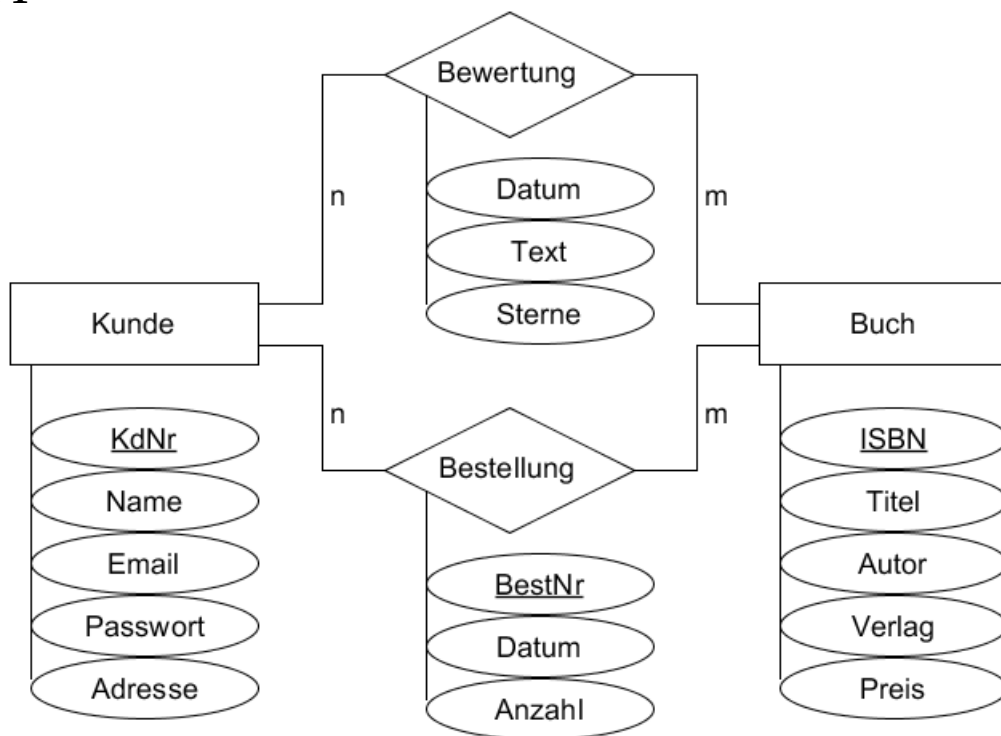 Bewertung
Datum
Text
Sterne
n
m
Kunde
Buch
n
m
KdNr
Name
Email
Passwort
Adresse
Bestellung
BestNr
Datum
Anzahl
ISBN
Titel
Autor
Verlag
Preis